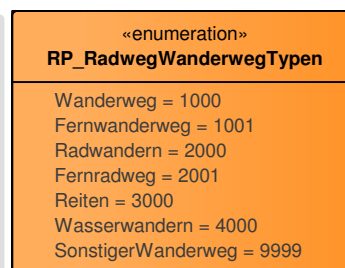 «enumeration»
RP_RadwegWanderwegTypen
Wanderweg = 1000
Fernwanderweg = 1001
Radwandern = 2000
Fernradweg = 2001
Reiten = 3000
Wasserwandern = 4000
SonstigerWanderweg = 9999